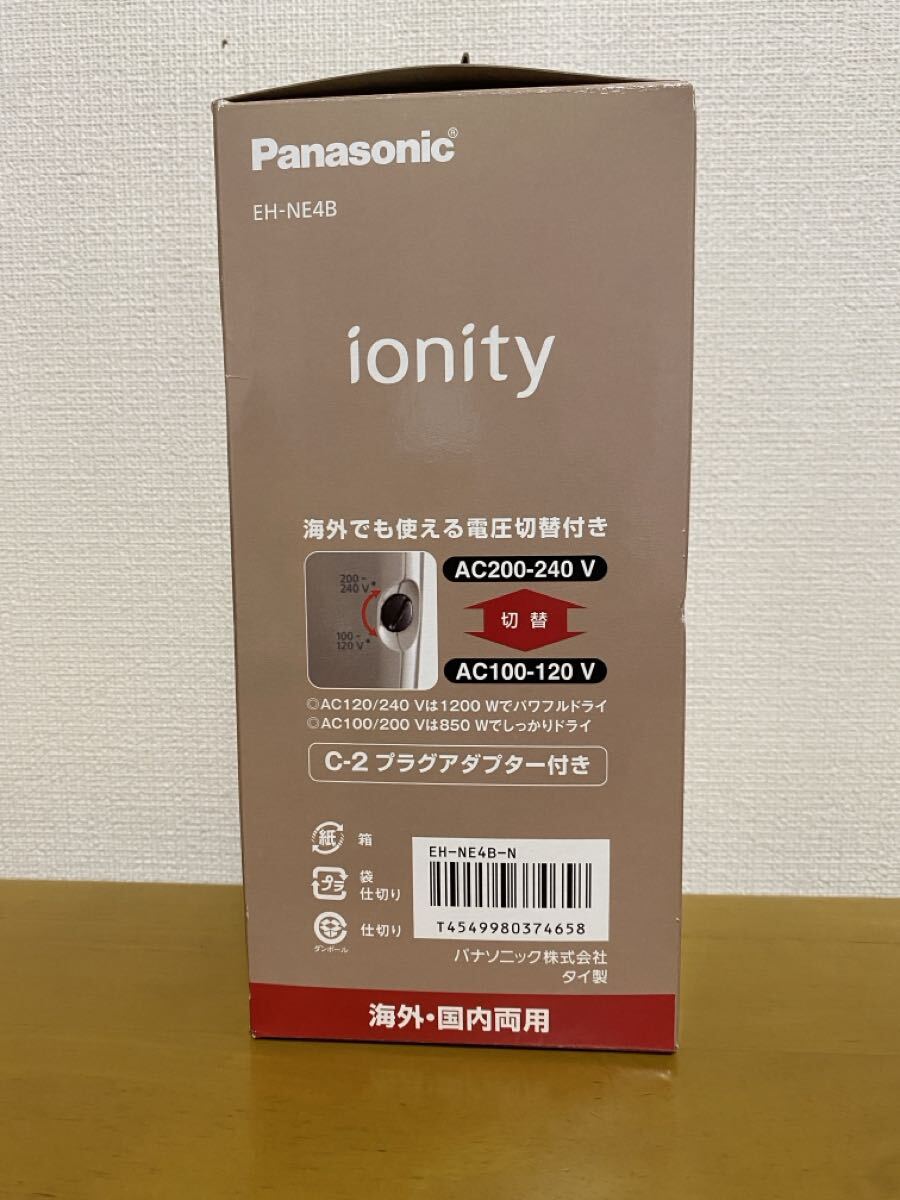 Panasonic®
EH-NE4B
ionity
海外でも使える電圧切替付き
200-
240 V*
100-
120 V*
AC200-240 V
切替
AC100-120 V
◎AC120/240 Vは1200 Wでパワフルドライ
◎AC100/200 Vは850 Wでしっかりドライ
C-2 プラグアダプター付き
紙 箱
プラ 袋
仕切り
ダンボール 仕切り
EH-NE4B-N
T4549980374658
パナソニック株式会社
タイ製
海外・国内両用